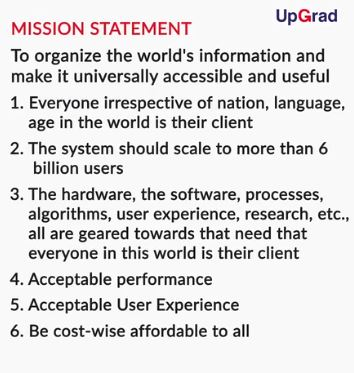 UpGrad
MISSION STATEMENT
To organize the world's information and
make it universally accessible and useful
1. Everyone irrespective of nation, language,
age in the world is their client
2. The system should scale to more than 6
billion users
3. The hardware, the software, processes,
algorithms, user experience, research, etc.,
all are geared towards that need that
everyone in this world is their client
4. Acceptable performance
5. Acceptable User Experience
6. Be cost-wise affordable to all